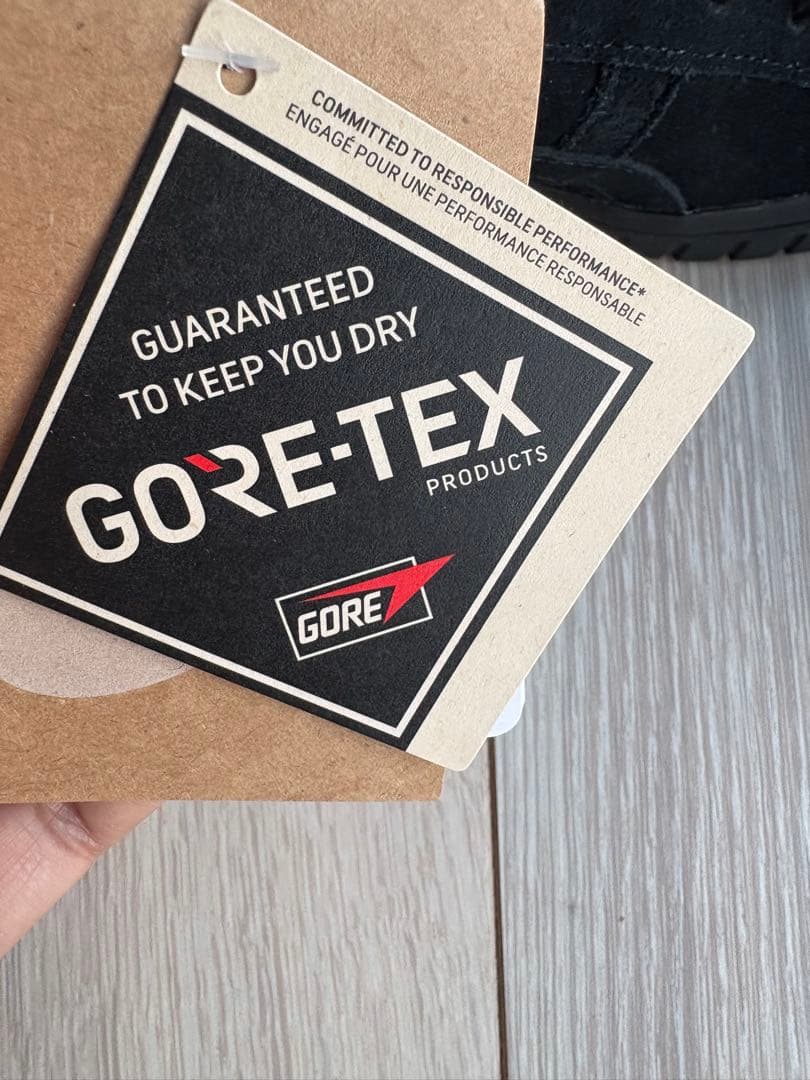 COMMITTED TO RESPONSIBLE PERFORMANCE*
ENGAGÉ POUR UNE PERFORMANCE RESPONSABLE
GUARANTEED
TO KEEP YOU DRY
GORE-TEX
PRODUCTS
GORE